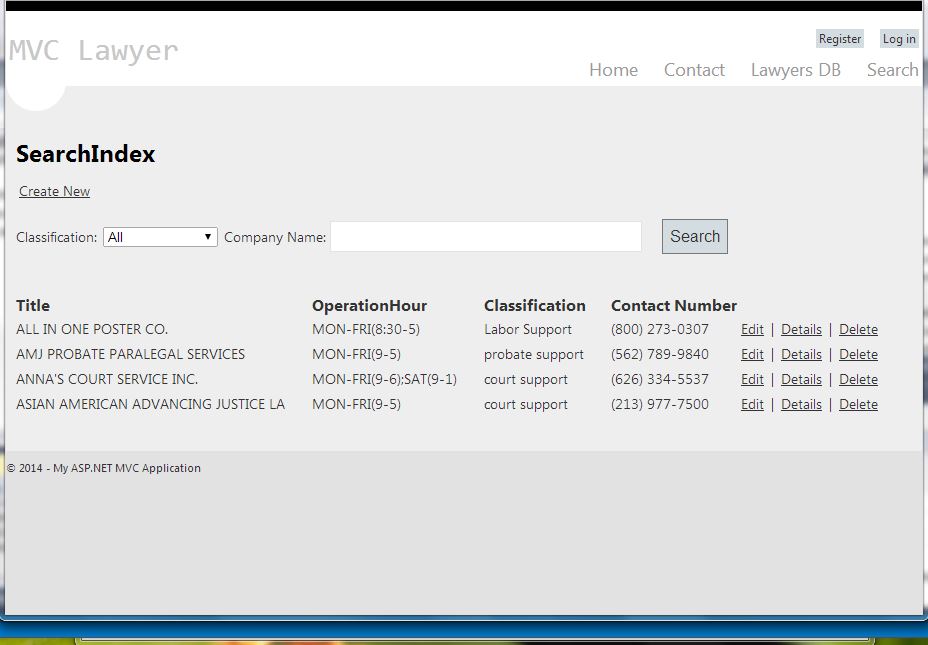 MVC Lawyer
Register Log in
Home Contact Lawyers DB Search
SearchIndex
Create New
Classification: All Company Name: Search
Title OperationHour Classification Contact Number
ALL IN ONE POSTER CO. MON-FRI(8:30-5) Labor Support (800) 273-0307 Edit | Details | Delete
AMJ PROBATE PARALEGAL SERVICES MON-FRI(9-5) probate support (562) 789-9840 Edit | Details | Delete
ANNA'S COURT SERVICE INC. MON-FRI(9-6);SAT(9-1) court support (626) 334-5537 Edit | Details | Delete
ASIAN AMERICAN ADVANCING JUSTICE LA MON-FRI(9-5) court support (213) 977-7500 Edit | Details | Delete
© 2014 - My ASP.NET MVC Application